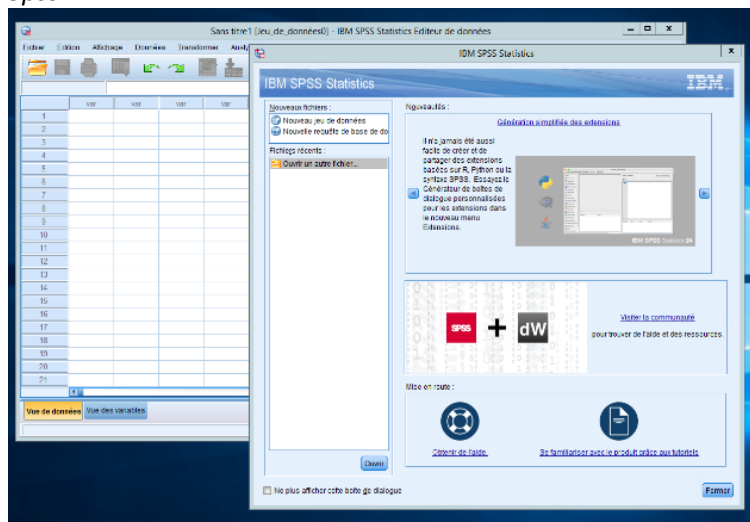 Sans titre1 [Jeu_de_données0] - IBM SPSS Statistics Editeur de données
Fichier Edition Affichage Données Transformer Analy
var var var var
1
2
3
4
5
6
7
8
9
10
11
12
13
14
15
16
17
18
19
20
21
Vue de données Vue des variables
IBM SPSS Statistics
IBM SPSS Statistics
IBM
Nouveaux fichiers :
Nouveau jeu de données
Nouvelle requête de base de do
Fichiers récents :
Ouvrir un autre fichier...
Ouvrir
Nouveautés :
Génération simplifiée des extensions
Il n'a jamais été aussi
facile de créer et de
partager des extensions
basées sur R, Python ou la
syntaxe SPSS. Essayez le
Générateur de boîtes de
dialogue personnalisées
pour les extensions dans
le nouveau menu
Extensions.
IBM SPSS Statistics 24
SPSS + dW
Visiter la communauté
pour trouver de l'aide et des ressources.
Mise en route :
Obtenir de l'aide.
Se familiariser avec le produit grâce aux tutoriels
Ne plus afficher cette boîte de dialogue
Fermer